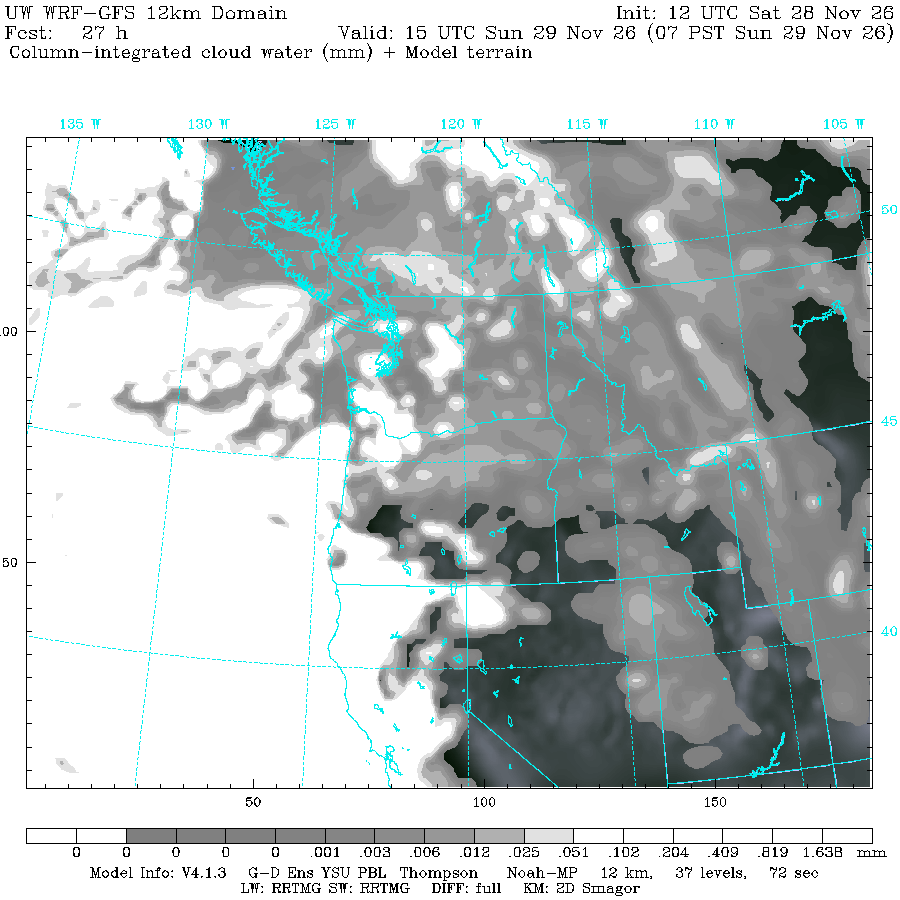 UW WRF-GFS 12km Domain Init: 12 UTC Sat 28 Nov 26
Fcst: 27 h Valid: 15 UTC Sun 29 Nov 26 (07 PST Sun 29 Nov 26)
Column-integrated cloud water (mm) + Model terrain
135 W 130 W 125 W 120 W 115 W 110 W 105 W
50
00
45
50
40
50 100 150
0 0 0 0 .001 .003 .006 .012 .025 .051 .102 .204 .409 .819 1.638 mm
Model Info: V4.1.3 G-D Ens YSU PBL Thompson Noah-MP 12 km, 37 levels, 72 sec
LW: RRTMG SW: RRTMG DIFF: full KM: 2D Smagor